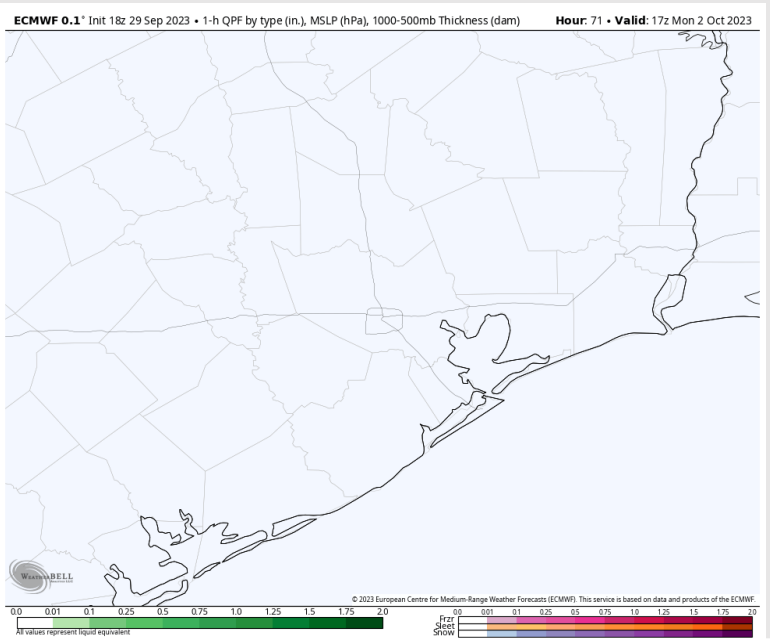 ECMWF 0.1° Init 18z 29 Sep 2023 • 1-h QPF by type (in.), MSLP (hPa), 1000-500mb Thickness (dam)
Hour: 71 • Valid: 17z Mon 2 Oct 2023
WEATHERBELL
© 2023 European Centre for Medium-Range Weather Forecasts (ECMWF). This service is based on data and products of the ECMWF.
0.0 0.01 0.1 0.25 0.5 0.75 1.0 1.25 1.5 1.75 2.0
All values represent liquid equivalent
0.0 0.01 0.1 0.25 0.5 0.75 1.0 1.25 1.5 1.75 2.0
Frzr
Sleet
Snow